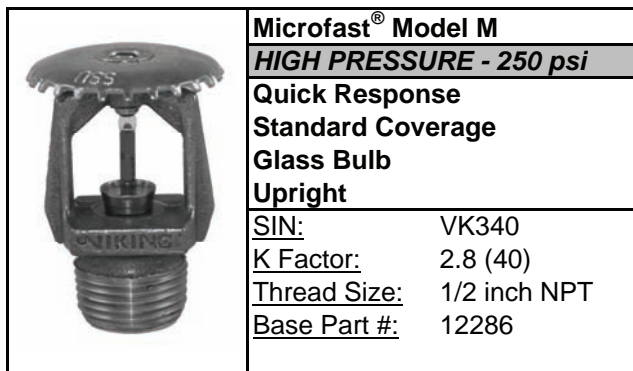 Microfast® Model M
HIGH PRESSURE - 250 psi
Quick Response
Standard Coverage
Glass Bulb
Upright
SIN: VK340
K Factor: 2.8 (40)
Thread Size: 1/2 inch NPT
Base Part #: 12286
VIKING